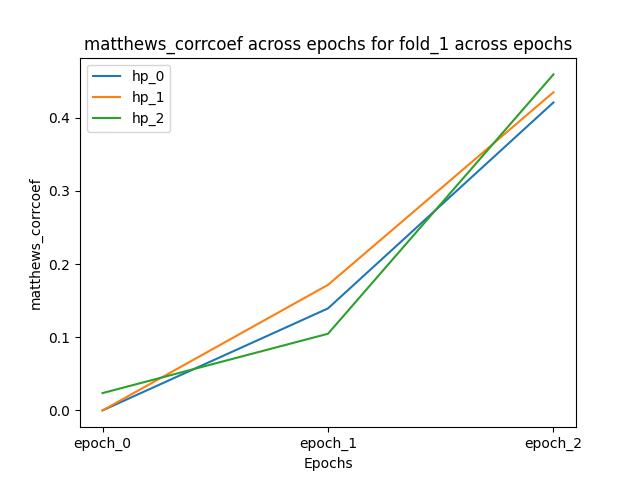 matthews_corrcoef across epochs for fold_1 across epochs
hp_0
hp_1
hp_2
matthews_corrcoef
0.4
0.3
0.2
0.1
0.0
epoch_0
epoch_1
epoch_2
Epochs